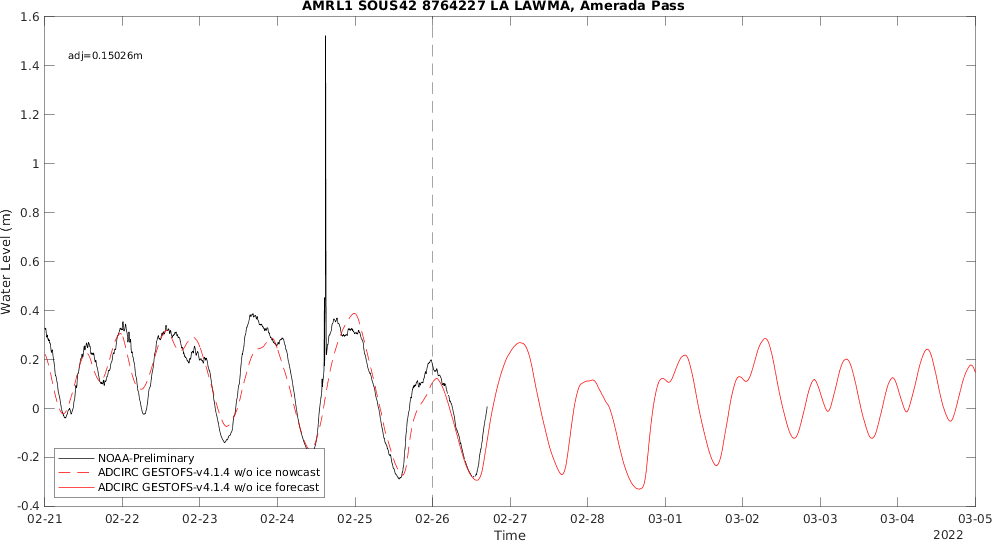 AMRL1 SOUS42 8764227 LA LAWMA, Amerada Pass
adj=0.15026m
Water Level (m)
1.6
1.4
1.2
1
0.8
0.6
0.4
0.2
0
-0.2
-0.4
NOAA-Preliminary
ADCIRC GESTOFS-v4.1.4 w/o ice nowcast
ADCIRC GESTOFS-v4.1.4 w/o ice forecast
02-21 02-22 02-23 02-24 02-25 02-26 02-27 02-28 03-01 03-02 03-03 03-04 03-05
Time
2022